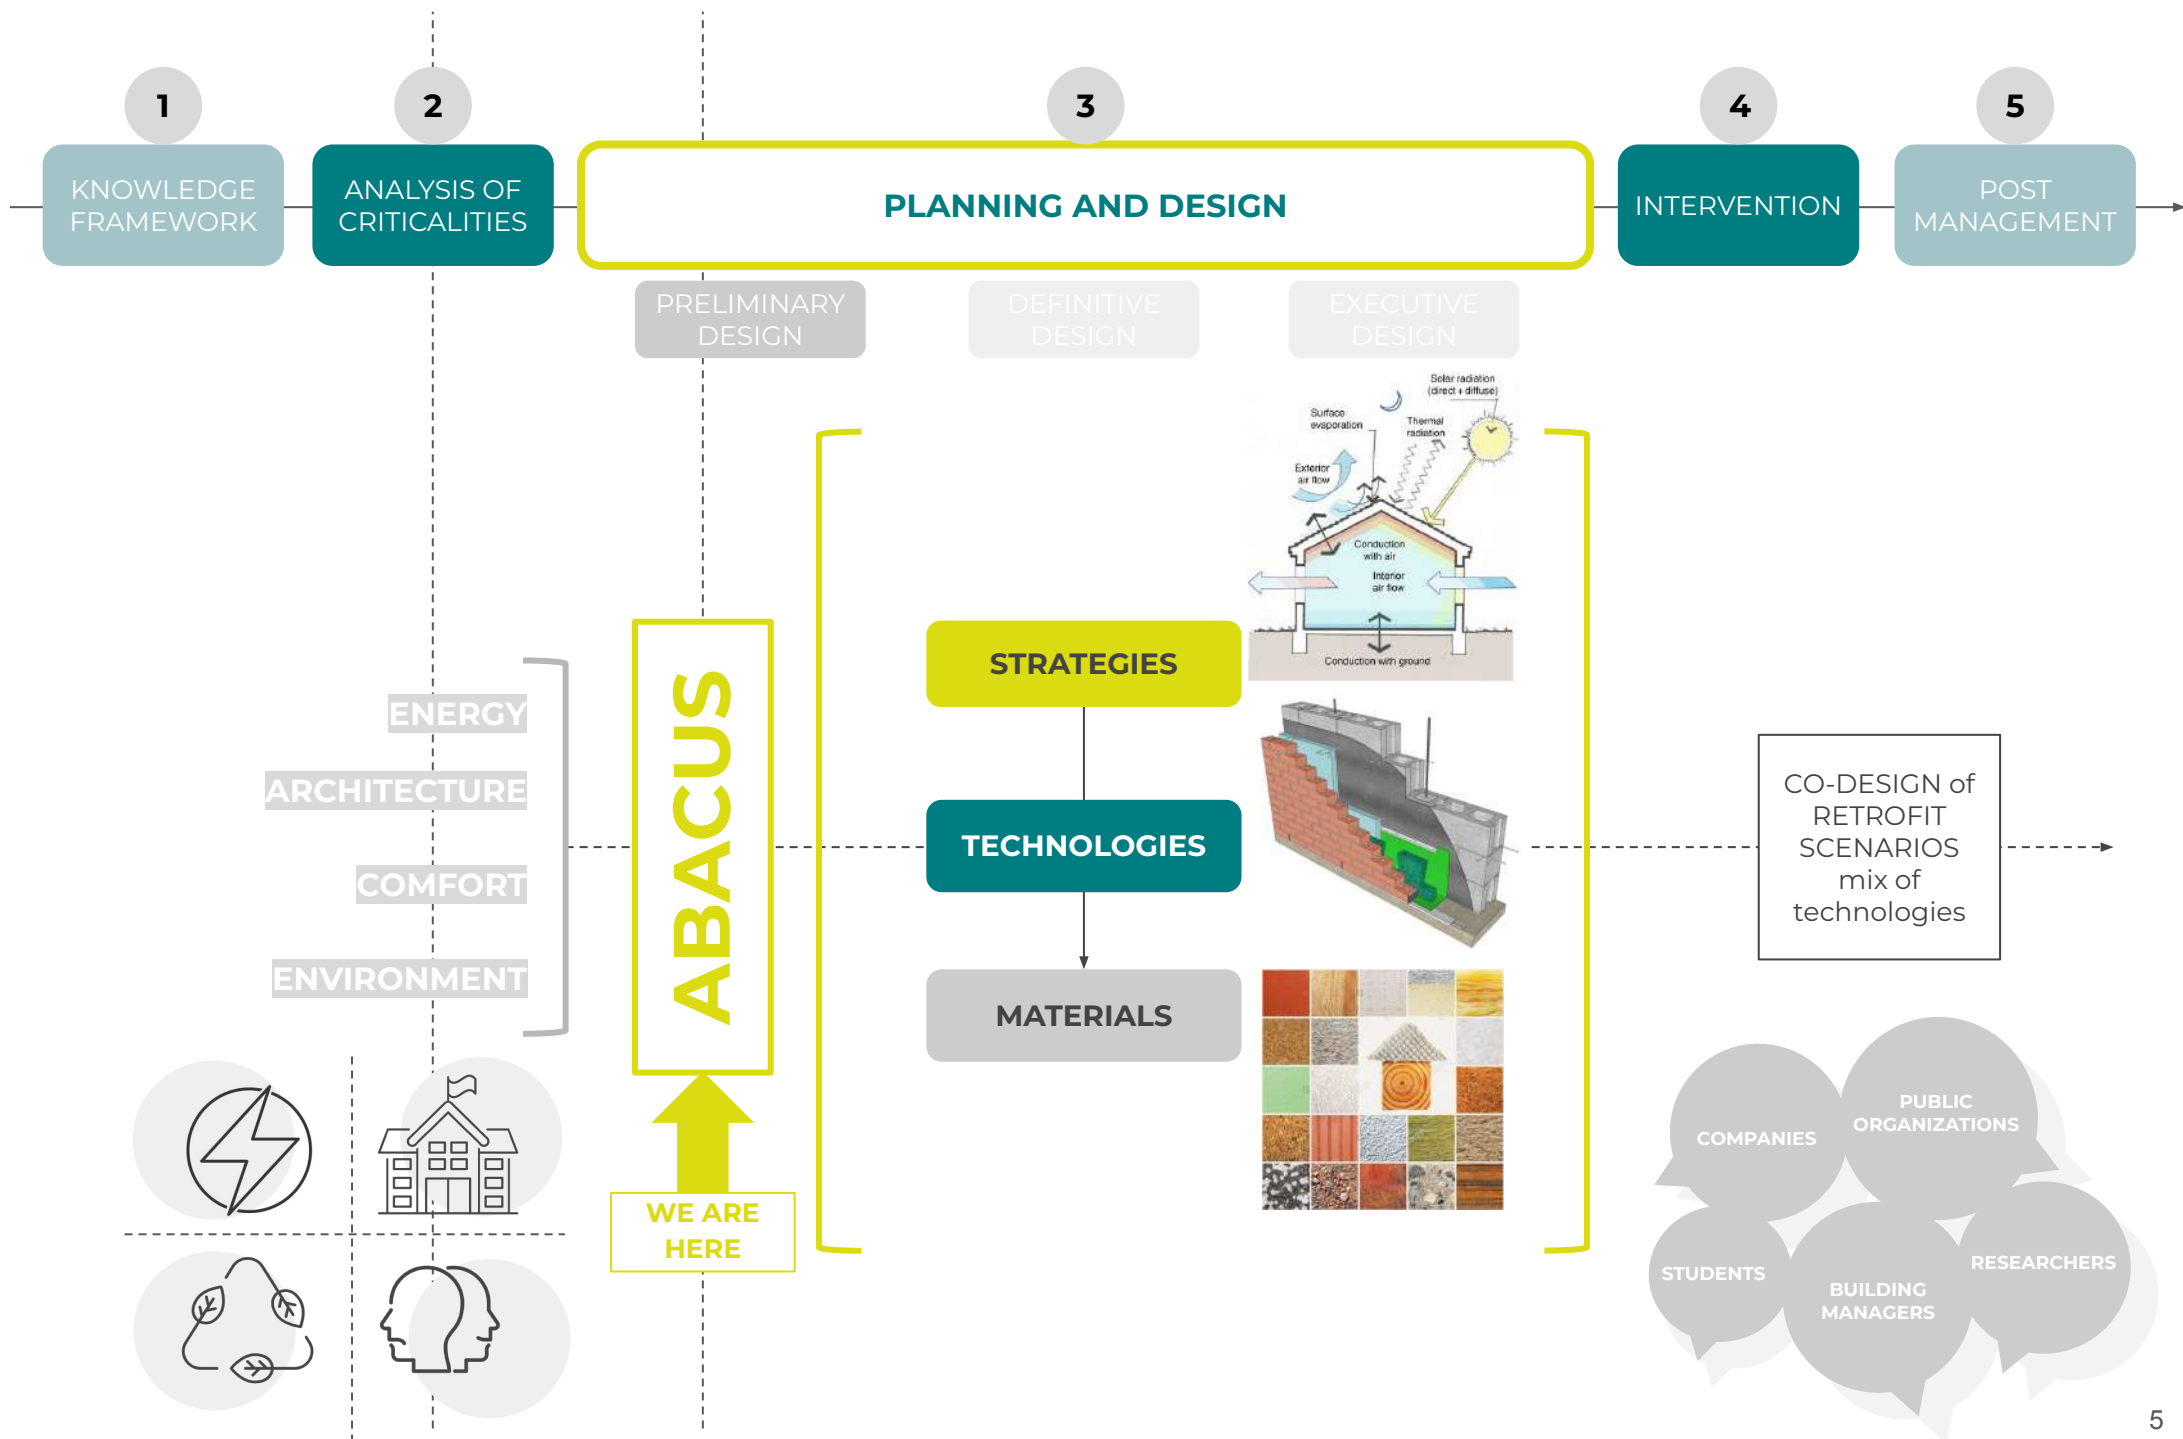 1
2
3
4
5
KNOWLEDGE
FRAMEWORK
ANALYSIS OF
CRITICALITIES
PLANNING AND DESIGN
INTERVENTION
POST
MANAGEMENT
PRELIMINARY
DESIGN
DEFINITIVE
DESIGN
EXECUTIVE
DESIGN
Solar radiation
(direct + diffuse)
Surface
evaporation
Thermal
radiation
Exterior
air flow
Conduction
with air
Interior
air flow
Conduction with ground
ENERGY
ARCHITECTURE
COMFORT
ENVIRONMENT
ABACUS
WE ARE
HERE
STRATEGIES
TECHNOLOGIES
MATERIALS
CO-DESIGN of
RETROFIT
SCENARIOS
mix of
technologies
COMPANIES
PUBLIC
ORGANIZATIONS
STUDENTS
BUILDING
MANAGERS
RESEARCHERS
5